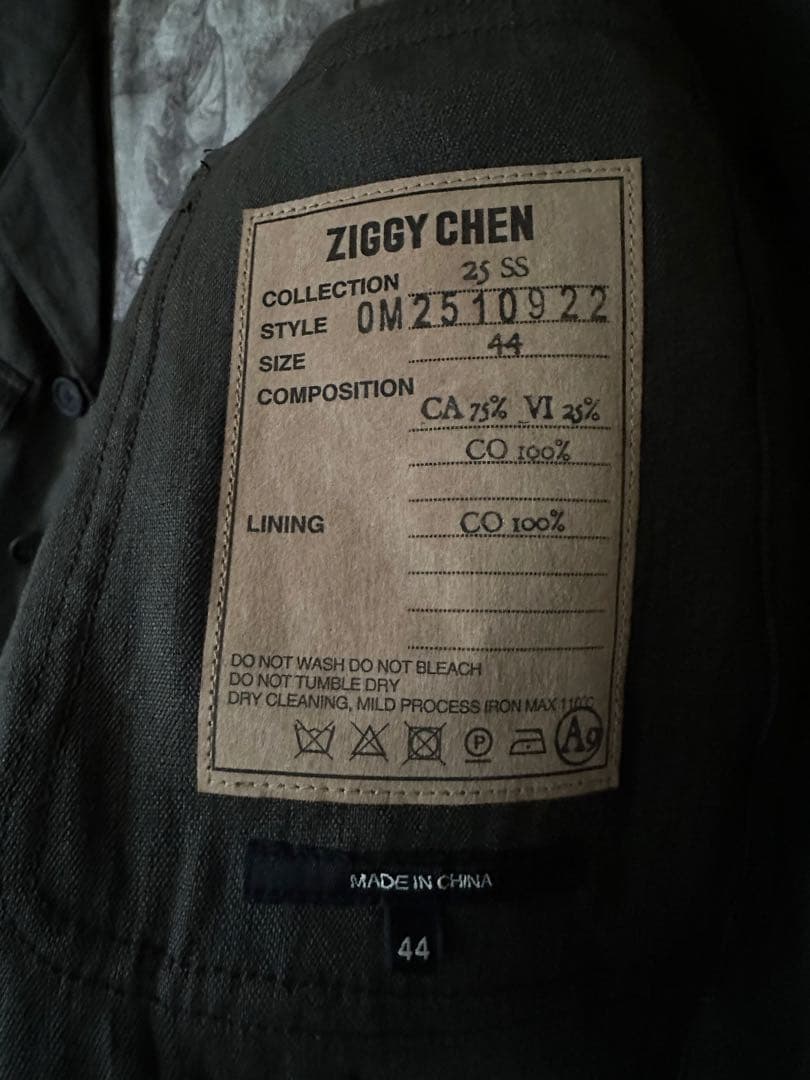 ZIGGY CHEN
COLLECTION 25 SS
STYLE 0M2510922
SIZE 44
COMPOSITION CA 75% VI 25%
CO 100%
LINING CO 100%
DO NOT WASH DO NOT BLEACH
DO NOT TUMBLE DRY
DRY CLEANING, MILD PROCESS IRON MAX 110°C
P Ag
MADE IN CHINA
44